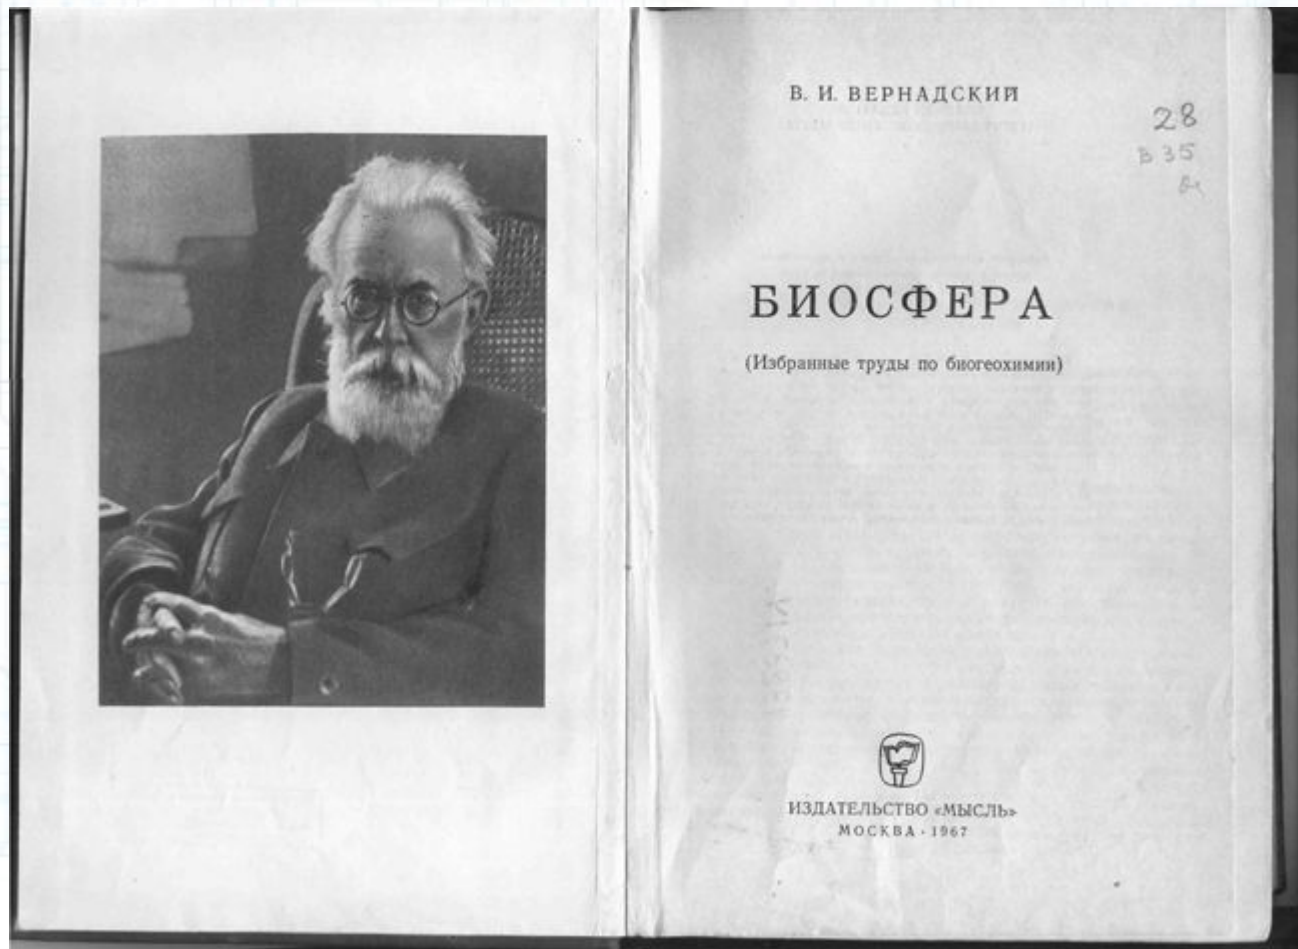 В. И. ВЕРНАДСКИЙ
28
В 35
БИОСФЕРА
(Избранные труды по биогеохимии)
ИЗДАТЕЛЬСТВО «МЫСЛЬ»
МОСКВА · 1967